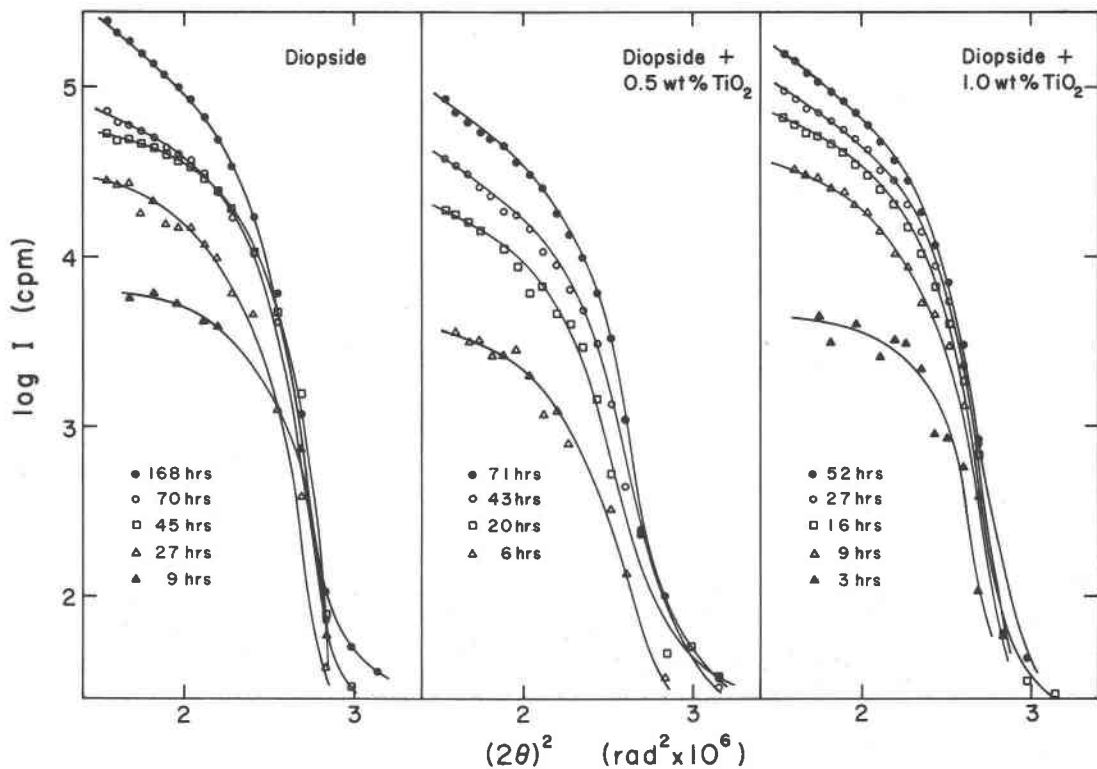 Diopside
Diopside +
0.5 wt % TiO2
Diopside +
1.0 wt % TiO2
log I (cpm)
5
4
3
2
168 hrs
70 hrs
45 hrs
27 hrs
9 hrs
71 hrs
43 hrs
20 hrs
6 hrs
52 hrs
27 hrs
16 hrs
9 hrs
3 hrs
2 3 2 3 2 3
(2θ)² (rad²x10⁶)